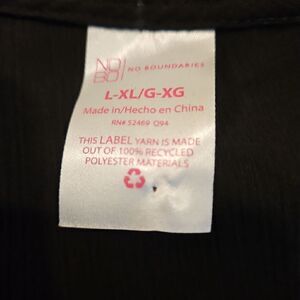 NO
BO
NO BOUNDARIES
L-XL/G-XG
Made in/Hecho en China
RN# 52469 Q94
THIS LABEL YARN IS MADE
OUT OF 100% RECYCLED
POLYESTER MATERIALS